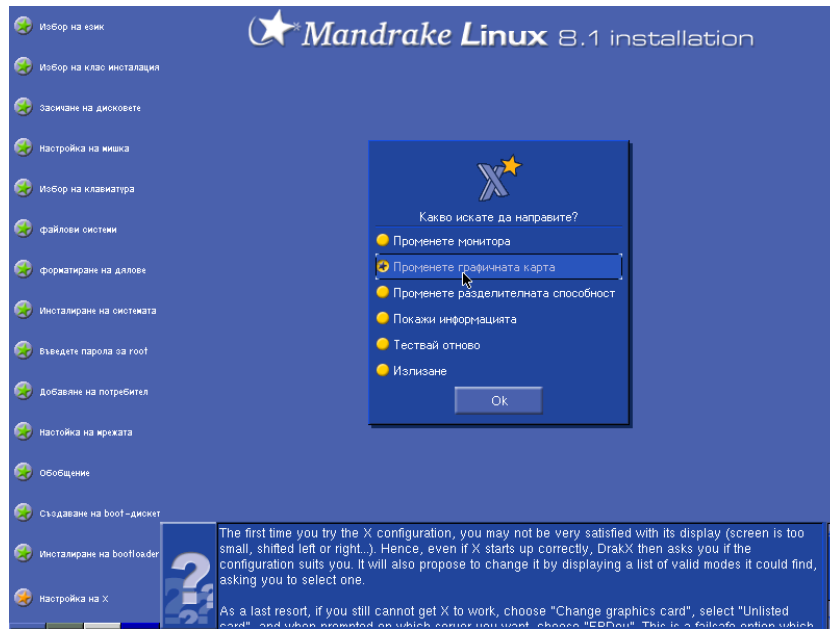 Mandrake Linux 8.1 installation
Избор на език
Избор на клас инсталация
Засичане на дисковете
Настройка на мишка
Избор на клавиатура
файлови системи
форматиране на дялове
Инсталиране на системата
Въведете парола за root
Добавяне на потребител
Настойка на мрежата
Обобщение
Създаване на boot-дискет
Инсталиране на bootloader
Настройка на X
Какво искате да направите?
Променете монитора
Променете графичната карта
Променете разделителната способност
Покажи информацията
Тествай отново
Излизане
Ok
The first time you try the X configuration, you may not be very satisfied with its display (screen is too
small, shifted left or right...). Hence, even if X starts up correctly, DrakX then asks you if the
configuration suits you. It will also propose to change it by displaying a list of valid modes it could find,
asking you to select one.
As a last resort, if you still cannot get X to work, choose "Change graphics card", select "Unlisted
card", and when prompted on which server you want, choose "FBDev". This is a failsafe option which